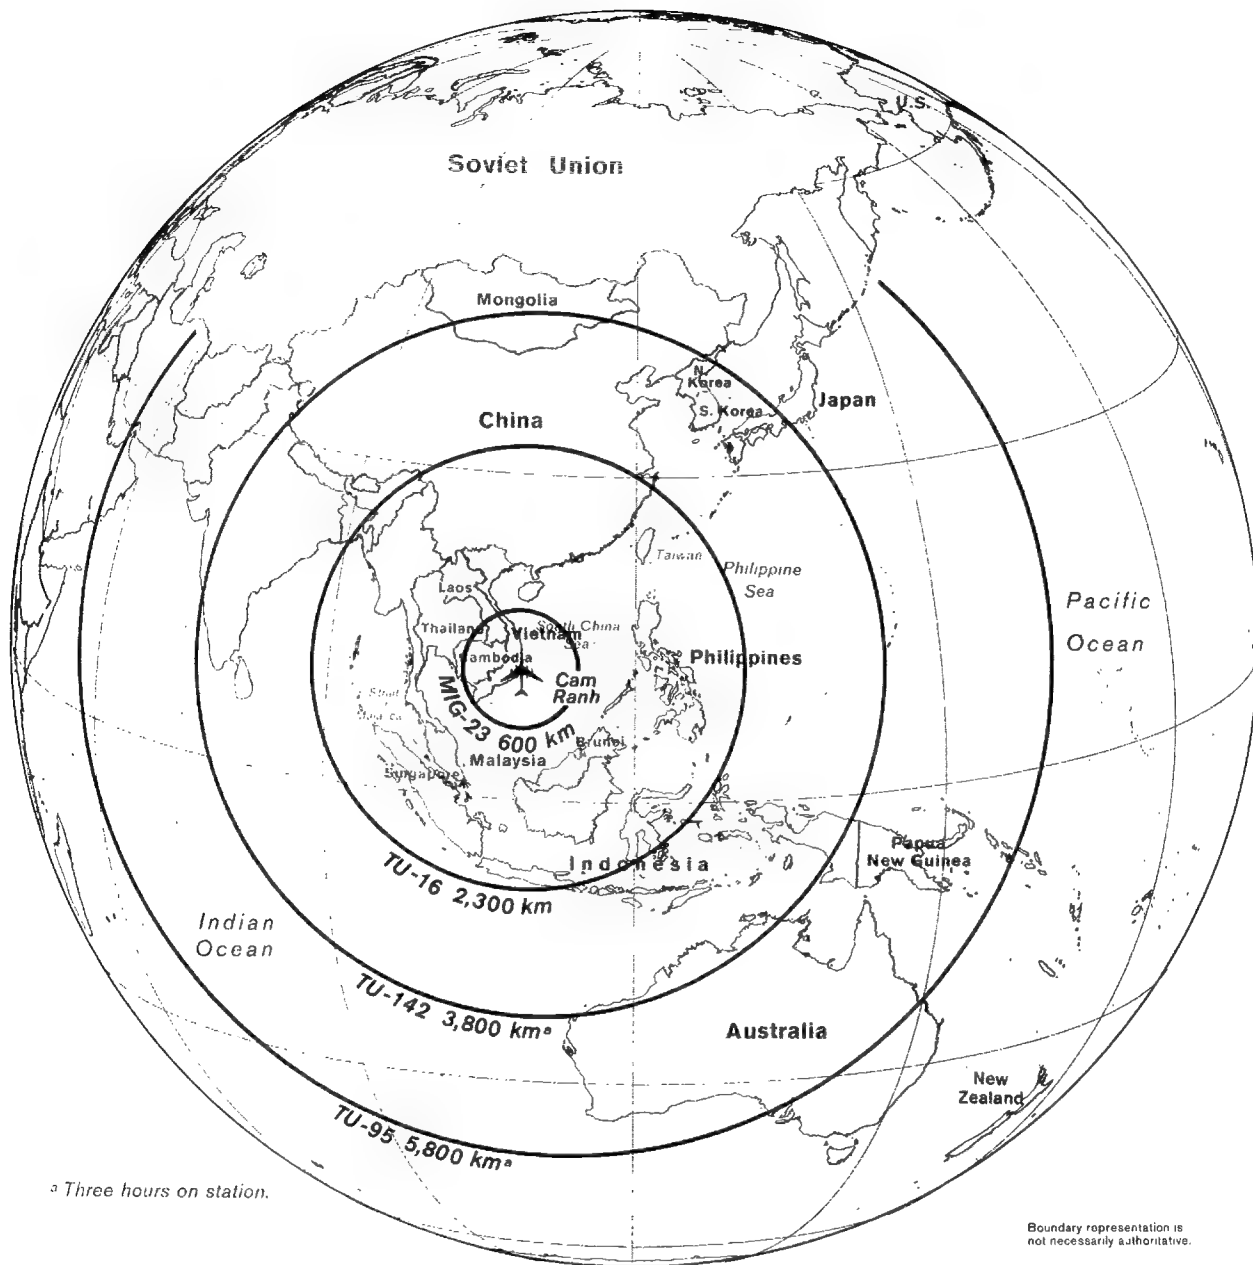 U.S.
Soviet Union
Mongolia
N.
Korea
S. Korea
Japan
China
Taiwan
Philippine
Sea
Laos
Thailand
Vietnam
South China
Sea
Cambodia
Philippines
Pacific
Ocean
Cam
Ranh
MIG-23 600 km
Brunei
Malaysia
Singapore
Strait
Papua
New Guinea
Indonesia
TU-16 2,300 km
Indian
Ocean
TU-142 3,800 kmᵃ
Australia
New
Zealand
TU-95 5,800 kmᵃ
ᵃ Three hours on station.
Boundary representation is
not necessarily authoritative.